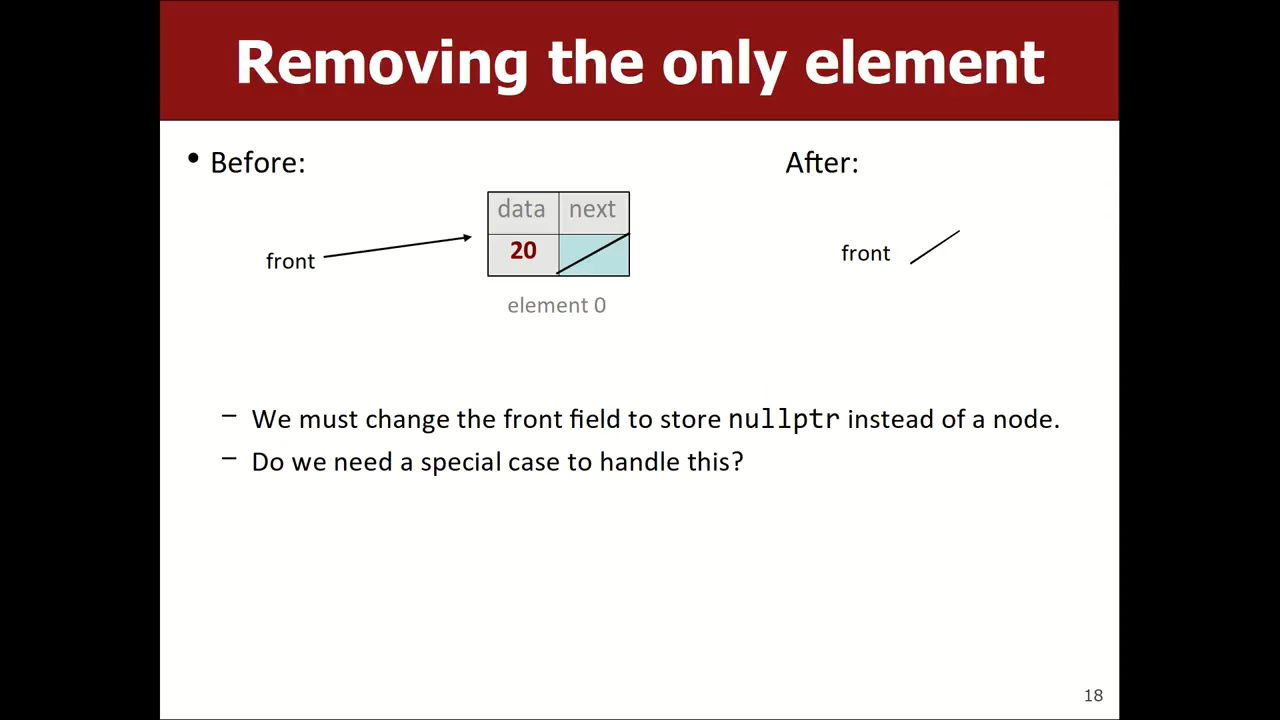 Removing the only element
• Before:
After:
data next
20
front
front
element 0
– We must change the front field to store nullptr instead of a node.
– Do we need a special case to handle this?
18